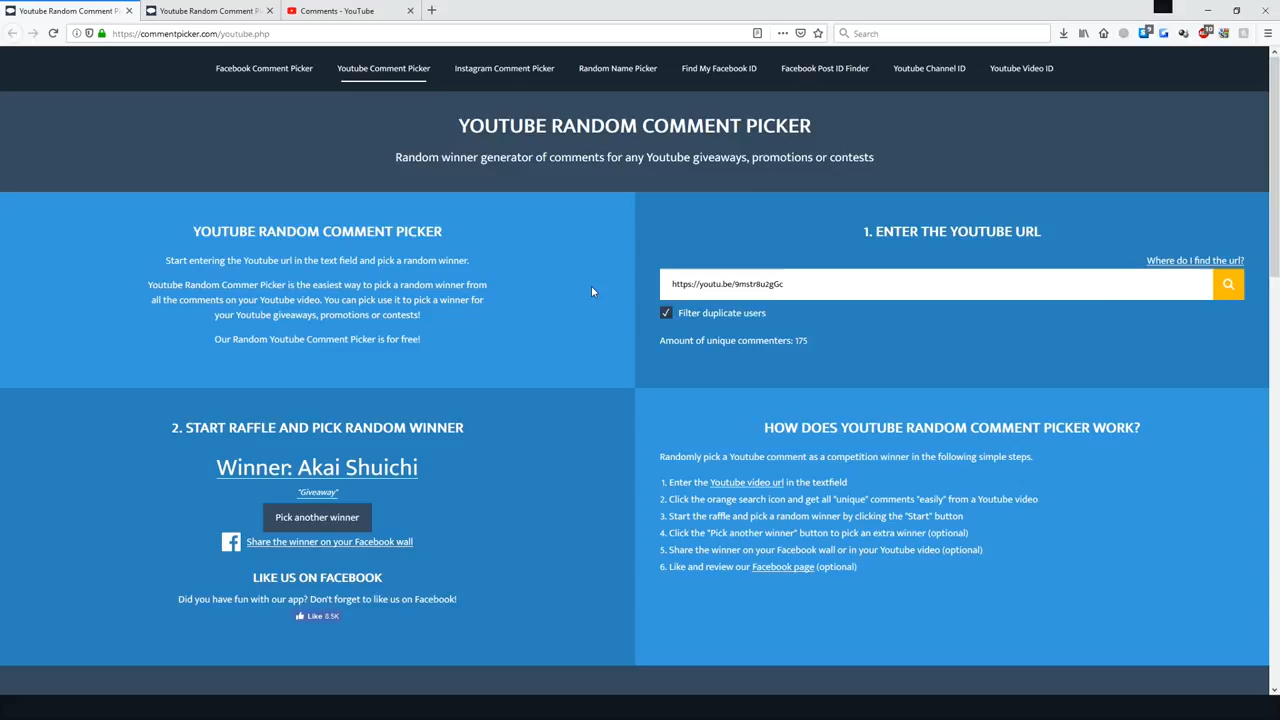 Youtube Random Comment P
Youtube Random Comment Pic
Comments - YouTube
https://commentpicker.com/youtube.php
Search
9
10
Facebook Comment Picker
Youtube Comment Picker
Instagram Comment Picker
Random Name Picker
Find My Facebook ID
Facebook Post ID Finder
Youtube Channel ID
Youtube Video ID
YOUTUBE RANDOM COMMENT PICKER
Random winner generator of comments for any Youtube giveaways, promotions or contests
YOUTUBE RANDOM COMMENT PICKER
Start entering the Youtube url in the text field and pick a random winner.
Youtube Random Commer Picker is the easiest way to pick a random winner from
all the comments on your Youtube video. You can pick use it to pick a winner for
your Youtube giveaways, promotions or contests!
Our Random Youtube Comment Picker is for free!
1. ENTER THE YOUTUBE URL
Where do I find the url?
https://youtu.be/9mstr8u2gGc
Filter duplicate users
Amount of unique commenters: 175
2. START RAFFLE AND PICK RANDOM WINNER
Winner: Akai Shuichi
"Giveaway"
Pick another winner
Share the winner on your Facebook wall
LIKE US ON FACEBOOK
Did you have fun with our app? Don't forget to like us on Facebook!
Like 8.5K
HOW DOES YOUTUBE RANDOM COMMENT PICKER WORK?
Randomly pick a Youtube comment as a competition winner in the following simple steps.
1. Enter the Youtube video url in the textfield
2. Click the orange search icon and get all "unique" comments "easily" from a Youtube video
3. Start the raffle and pick a random winner by clicking the "Start" button
4. Click the "Pick another winner" button to pick an extra winner (optional)
5. Share the winner on your Facebook wall or in your Youtube video (optional)
6. Like and review our Facebook page (optional)